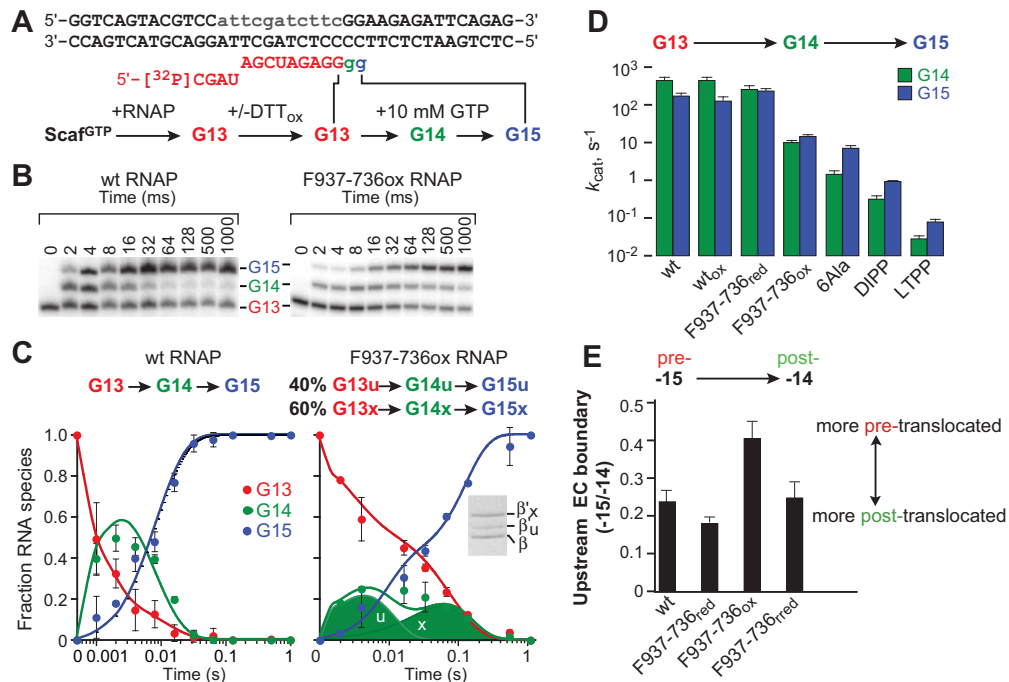 A
5'-GGTCAGTACGTCCattcgatcttcGGAAGAGATTCAGAG-3'
3'-CCAGTCATGCAGGATTCGATCTCCCCTTCTCTAAGTCTC-5'
AGCUAGAGGgg
5'-[32P]CGAU
+RNAP +/-DTTox +10 mM GTP
ScafGTP G13 G13 G14 G15
B
wt RNAP
Time (ms)
0 2 4 8 16 32 64 128 500 1000
F937-736ox RNAP
Time (ms)
0 2 4 8 16 32 64 128 500 1000
G15
G14
G13
C
wt RNAP
G13 G14 G15
F937-736ox RNAP
40% G13u G14u G15u
60% G13x G14x G15x
Fraction RNA species
1.0
0.8
0.6
0.4
0.2
0
G13
G14
G15
0 0.001 0.01 0.1 1
Time (s)
β'x
β'u
β
u
x
0 0.01 0.1 1
Time (s)
D
G13 G14 G15
G14
G15
kcat, s-1
103
102
10
1
10-1
10-2
wt
wtox
F937-736red
F937-736ox
6Ala
DIPP
LTPP
E
pre- post-
-15 -14
Upstream EC boundary
(-15/-14)
0.5
0.4
0.3
0.2
0.1
0
more pre-translocated
more post-translocated
wt
F937-736red
F937-736ox
F937-736rred